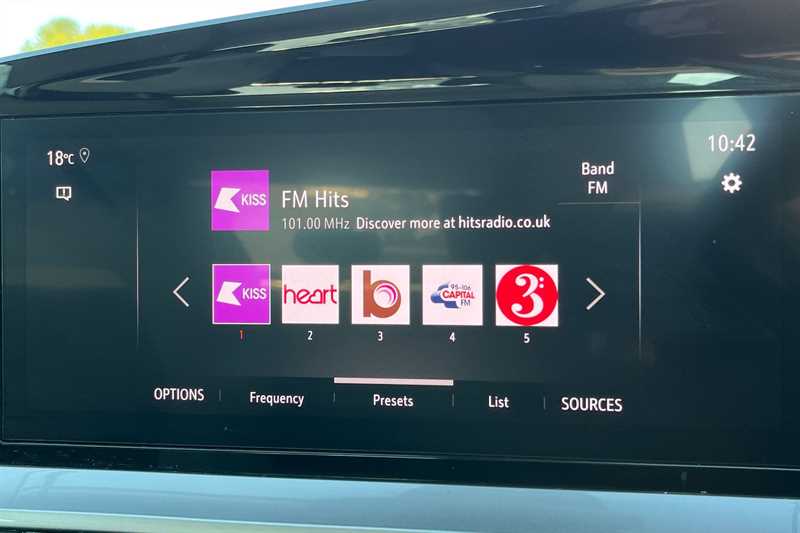 18°C
10:42
KISS
FM Hits
Band
FM
101.00 MHz Discover more at hitsradio.co.uk
KISS
heart
b
95-106
CAPITAL
FM
3
1
2
3
4
5
OPTIONS
Frequency
Presets
List
SOURCES